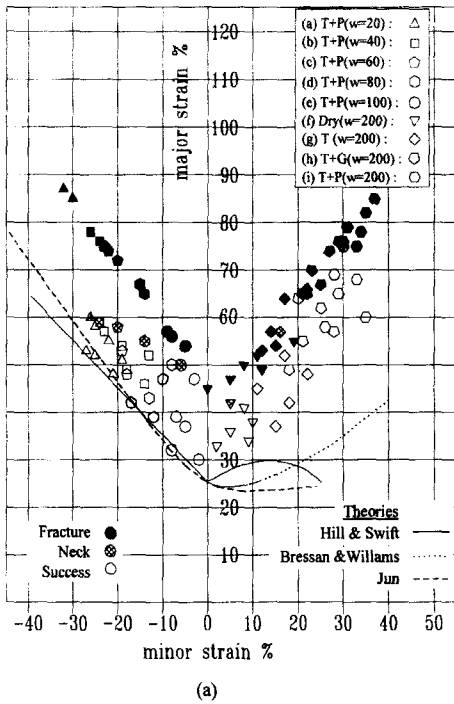 (a) T+P(w=20) :
(b) T+P(w=40) :
(c) T+P(w=60) :
(d) T+P(w=80) :
(e) T+P(w=100) :
(f) Dry(w=200) :
(g) T (w=200) :
(h) T+G(w=200) :
(i) T+P(w=200) :
major strain %
120
110
100
90
80
70
60
50
40
30
20
10
Fracture
Neck
Success
Theories
Hill & Swift
Bressan &Willams
Jun
-40 -30 -20 -10 0 10 20 30 40 50
minor strain %
(a)